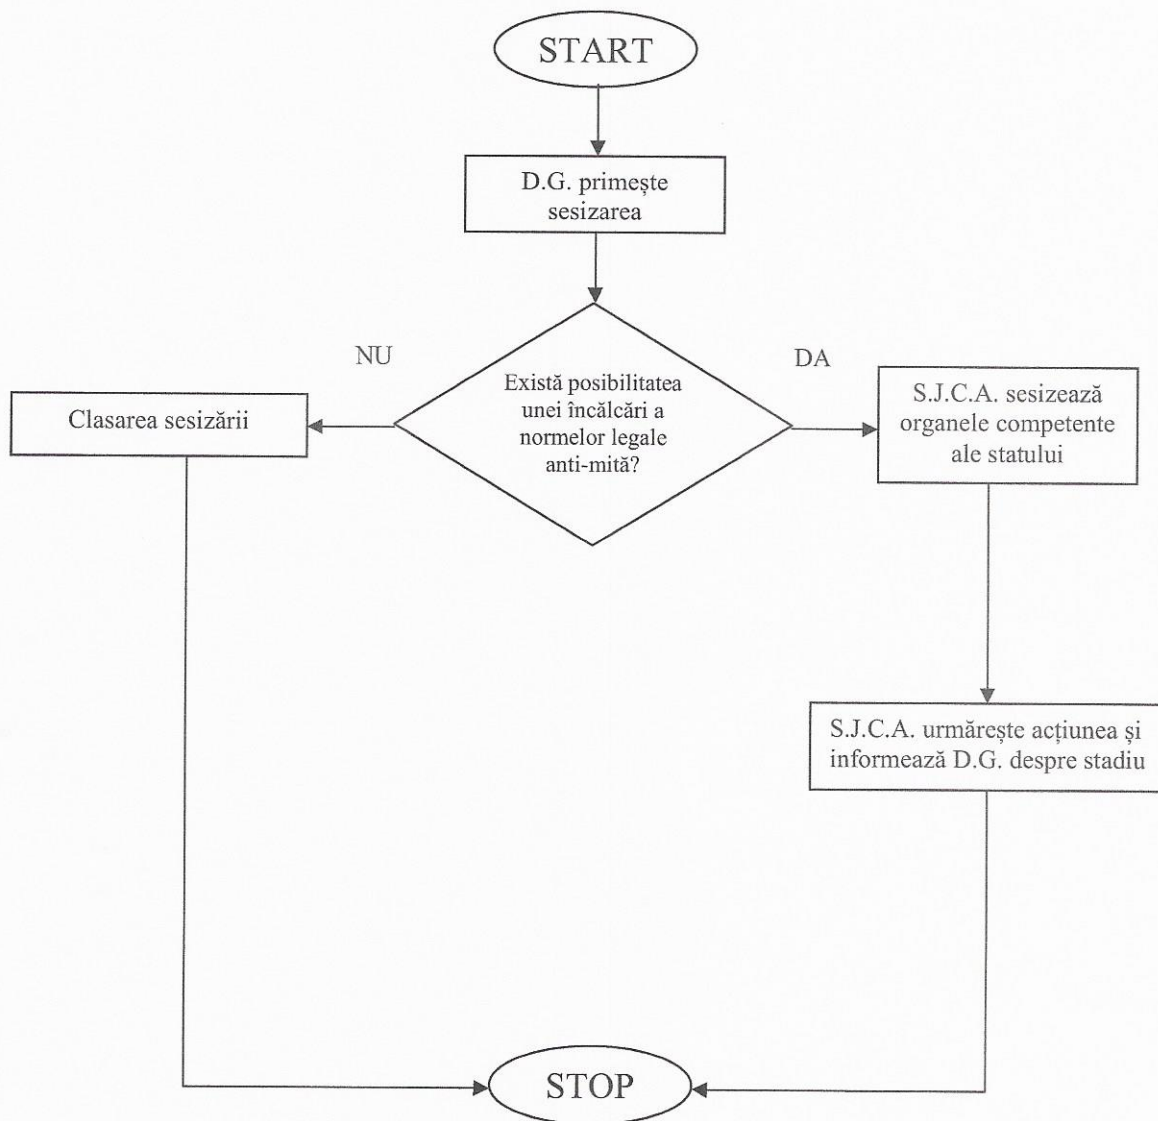 START
D.G. primește
sesizarea
NU
DA
Există posibilitatea
unei încălcări a
normelor legale
anti-mită?
Clasarea sesizării
S.J.C.A. sesizează
organele competente
ale statului
S.J.C.A. urmărește acțiunea și
informează D.G. despre stadiu
STOP